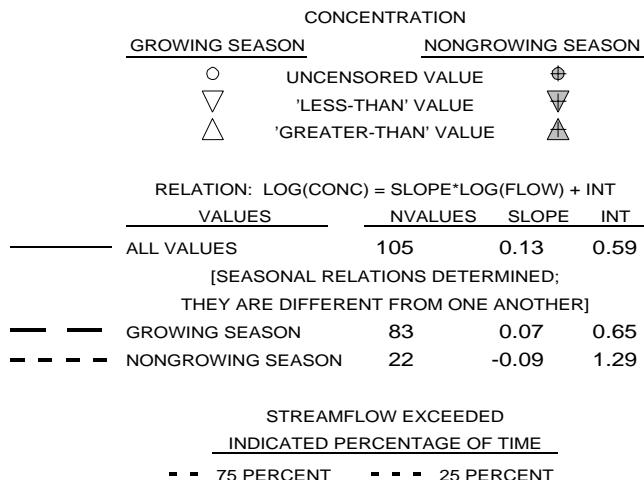 CONCENTRATION
GROWING SEASON NONGROWING SEASON
UNCENSORED VALUE
'LESS-THAN' VALUE
'GREATER-THAN' VALUE
RELATION: LOG(CONC) = SLOPE*LOG(FLOW) + INT
VALUES NVALUES SLOPE INT
ALL VALUES 105 0.13 0.59
[SEASONAL RELATIONS DETERMINED;
THEY ARE DIFFERENT FROM ONE ANOTHER]
GROWING SEASON 83 0.07 0.65
NONGROWING SEASON 22 -0.09 1.29
STREAMFLOW EXCEEDED
INDICATED PERCENTAGE OF TIME
75 PERCENT 25 PERCENT